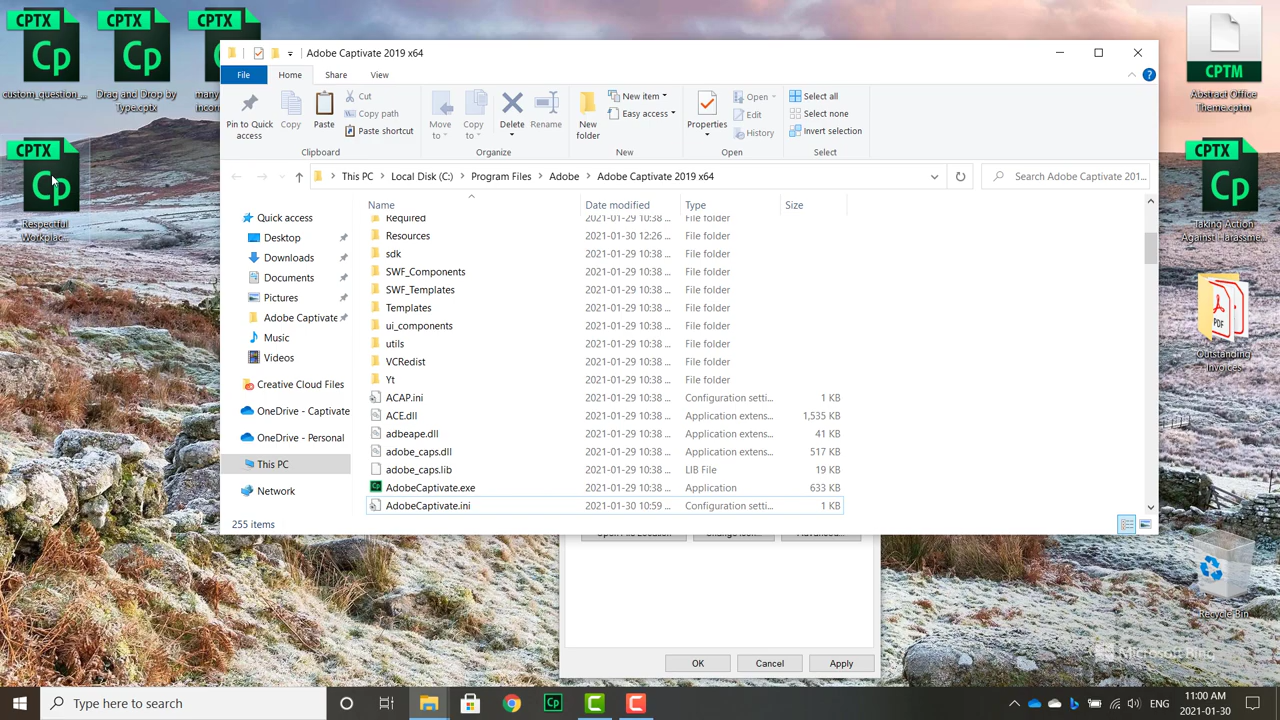 CPTX
CPTX
CPTX
Cp
Cp
custom_question_...
Drag and Drop by
Type.cptx
many
incon
CPTX
Cp
Respectful
Workplac...
CPTM
Abstract Office
Theme.cptm
CPTX
Cp
Taking Action
Against Harassme...
PDF
Outstanding
Invoices
Recycle Bin
Microsoft Bing
Adobe Captivate 2019 x64
File
Home
Share
View
Pin to Quick
access
Copy
Paste
Cut
Copy path
Paste shortcut
Clipboard
Move
to
Copy
to
Delete
Rename
Organize
New
folder
New item
Easy access
New
Properties
Open
Edit
History
Open
Select all
Select none
Invert selection
Select
This PC
Local Disk (C:)
Program Files
Adobe
Adobe Captivate 2019 x64
Search Adobe Captivate 201...
Quick access
Desktop
Downloads
Documents
Pictures
Adobe Captivate
Music
Videos
Creative Cloud Files
OneDrive - Captivate
OneDrive - Personal
This PC
Network
Name Date modified Type Size
Required 2021-01-29 10:38 ... File folder
Resources 2021-01-30 12:26 ... File folder
sdk 2021-01-29 10:38 ... File folder
SWF_Components 2021-01-29 10:38 ... File folder
SWF_Templates 2021-01-29 10:38 ... File folder
Templates 2021-01-29 10:38 ... File folder
ui_components 2021-01-29 10:38 ... File folder
utils 2021-01-29 10:38 ... File folder
VCRedist 2021-01-29 10:38 ... File folder
Yt 2021-01-29 10:38 ... File folder
ACAP.ini 2021-01-29 10:38 ... Configuration setti... 1 KB
ACE.dll 2021-01-29 10:38 ... Application extens... 1,535 KB
adbeape.dll 2021-01-29 10:38 ... Application extens... 41 KB
adobe_caps.dll 2021-01-29 10:38 ... Application extens... 517 KB
adobe_caps.lib 2021-01-29 10:38 ... LIB File 19 KB
AdobeCaptivate.exe 2021-01-29 10:38 ... Application 633 KB
AdobeCaptivate.ini 2021-01-30 10:59 ... Configuration setti... 1 KB
255 items
Open File Location
Change Icon...
Advanced...
OK
Cancel
Apply
Type here to search
Cp
C
C
ENG
11:00 AM
2021-01-30